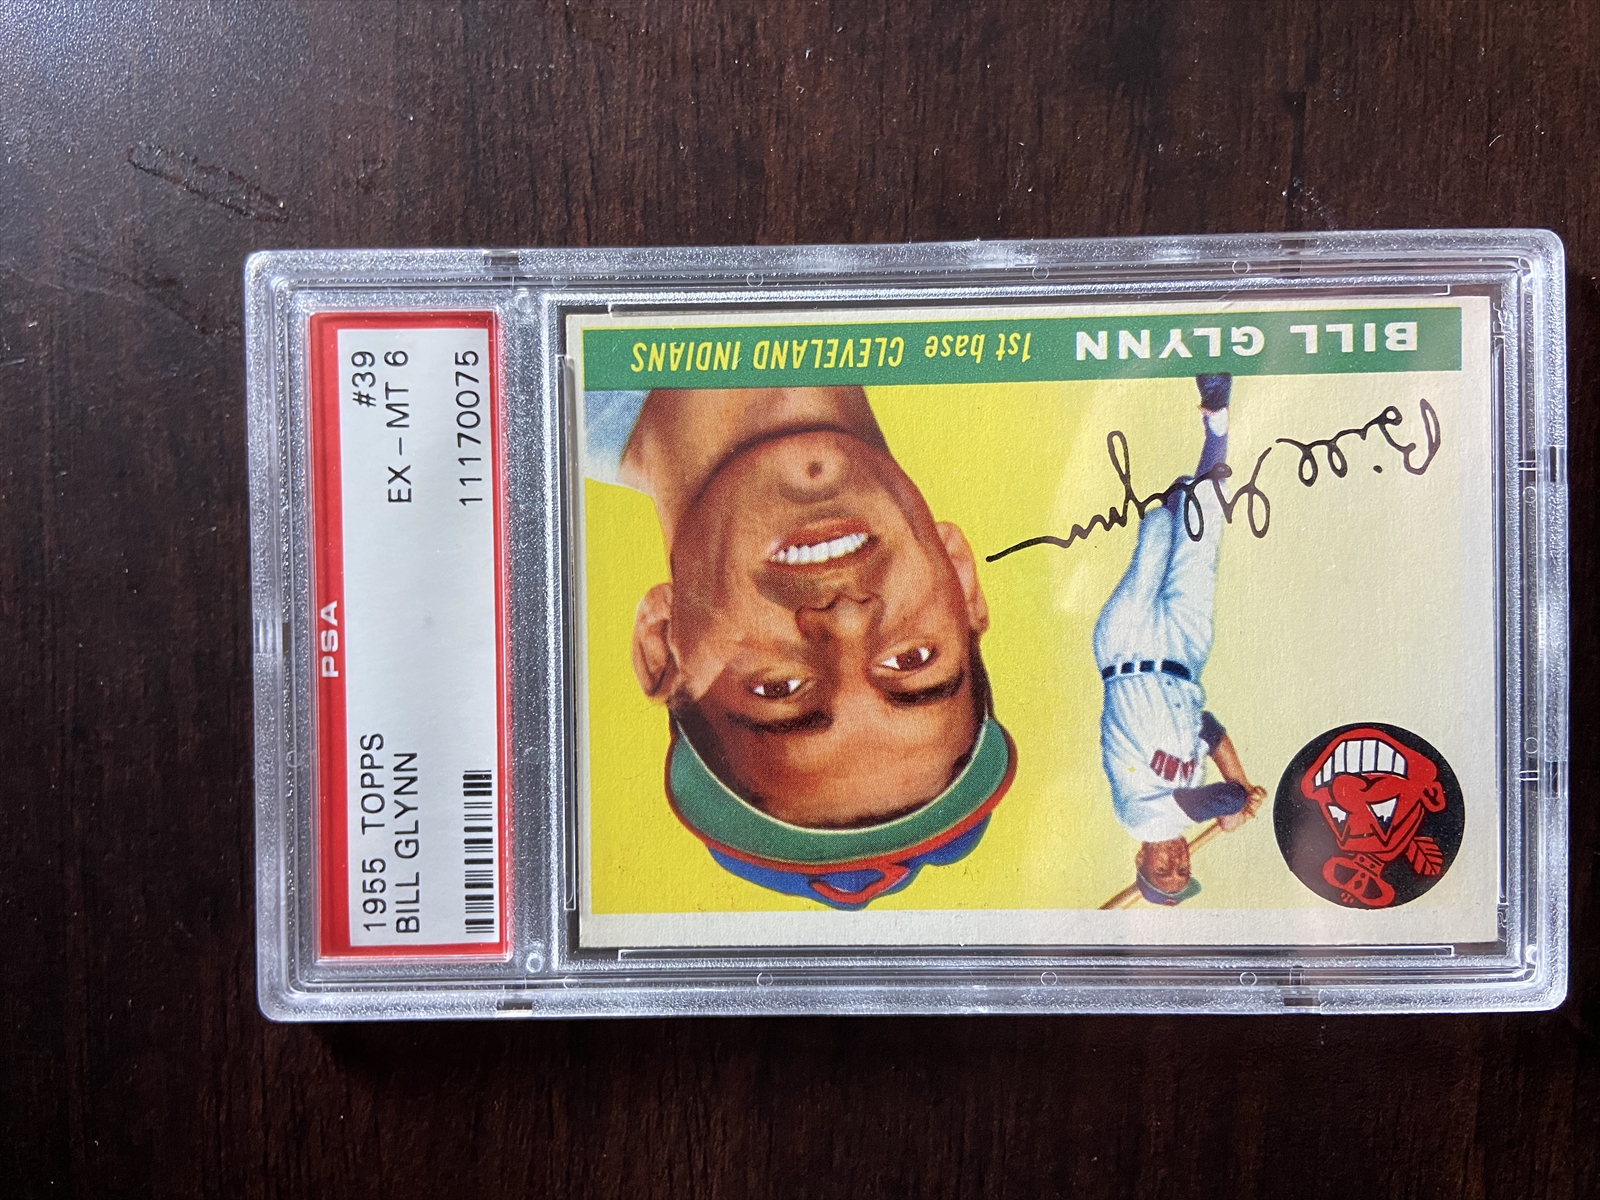 1955 TOPPS #39
BILL GLYNN EX-MT 6
11170075
PSA
BILL GLYNN
1st base CLEVELAND INDIANS
Bill Glynn